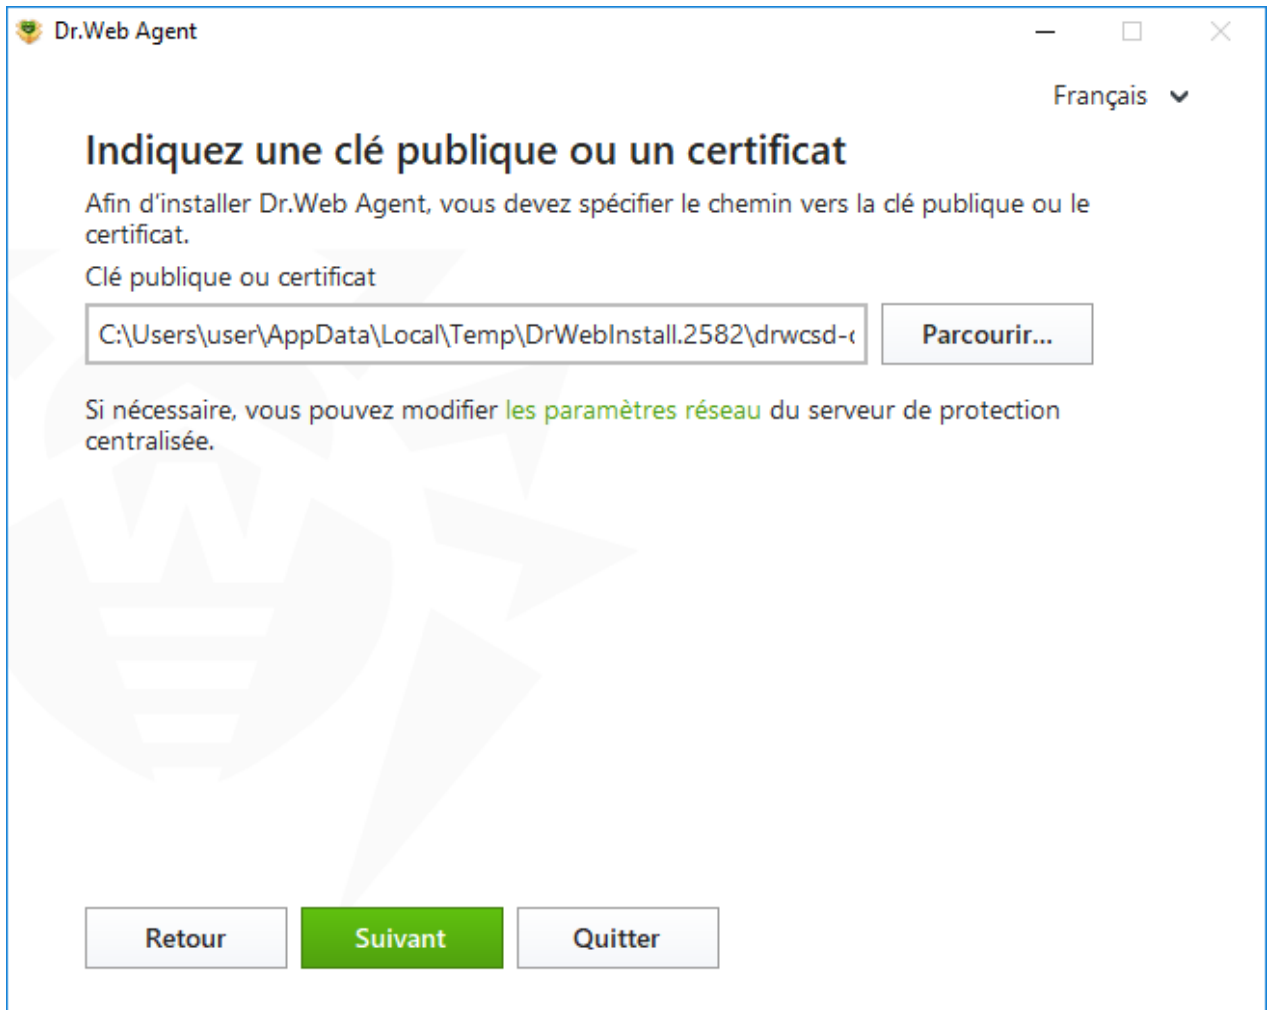 Dr.Web Agent
Français
Indiquez une clé publique ou un certificat
Afin d'installer Dr.Web Agent, vous devez spécifier le chemin vers la clé publique ou le
certificat.
Clé publique ou certificat
C:\Users\user\AppData\Local\Temp\DrWebInstall.2582\drwcsd-c
Parcourir...
Si nécessaire, vous pouvez modifier les paramètres réseau du serveur de protection
centralisée.
Retour
Suivant
Quitter